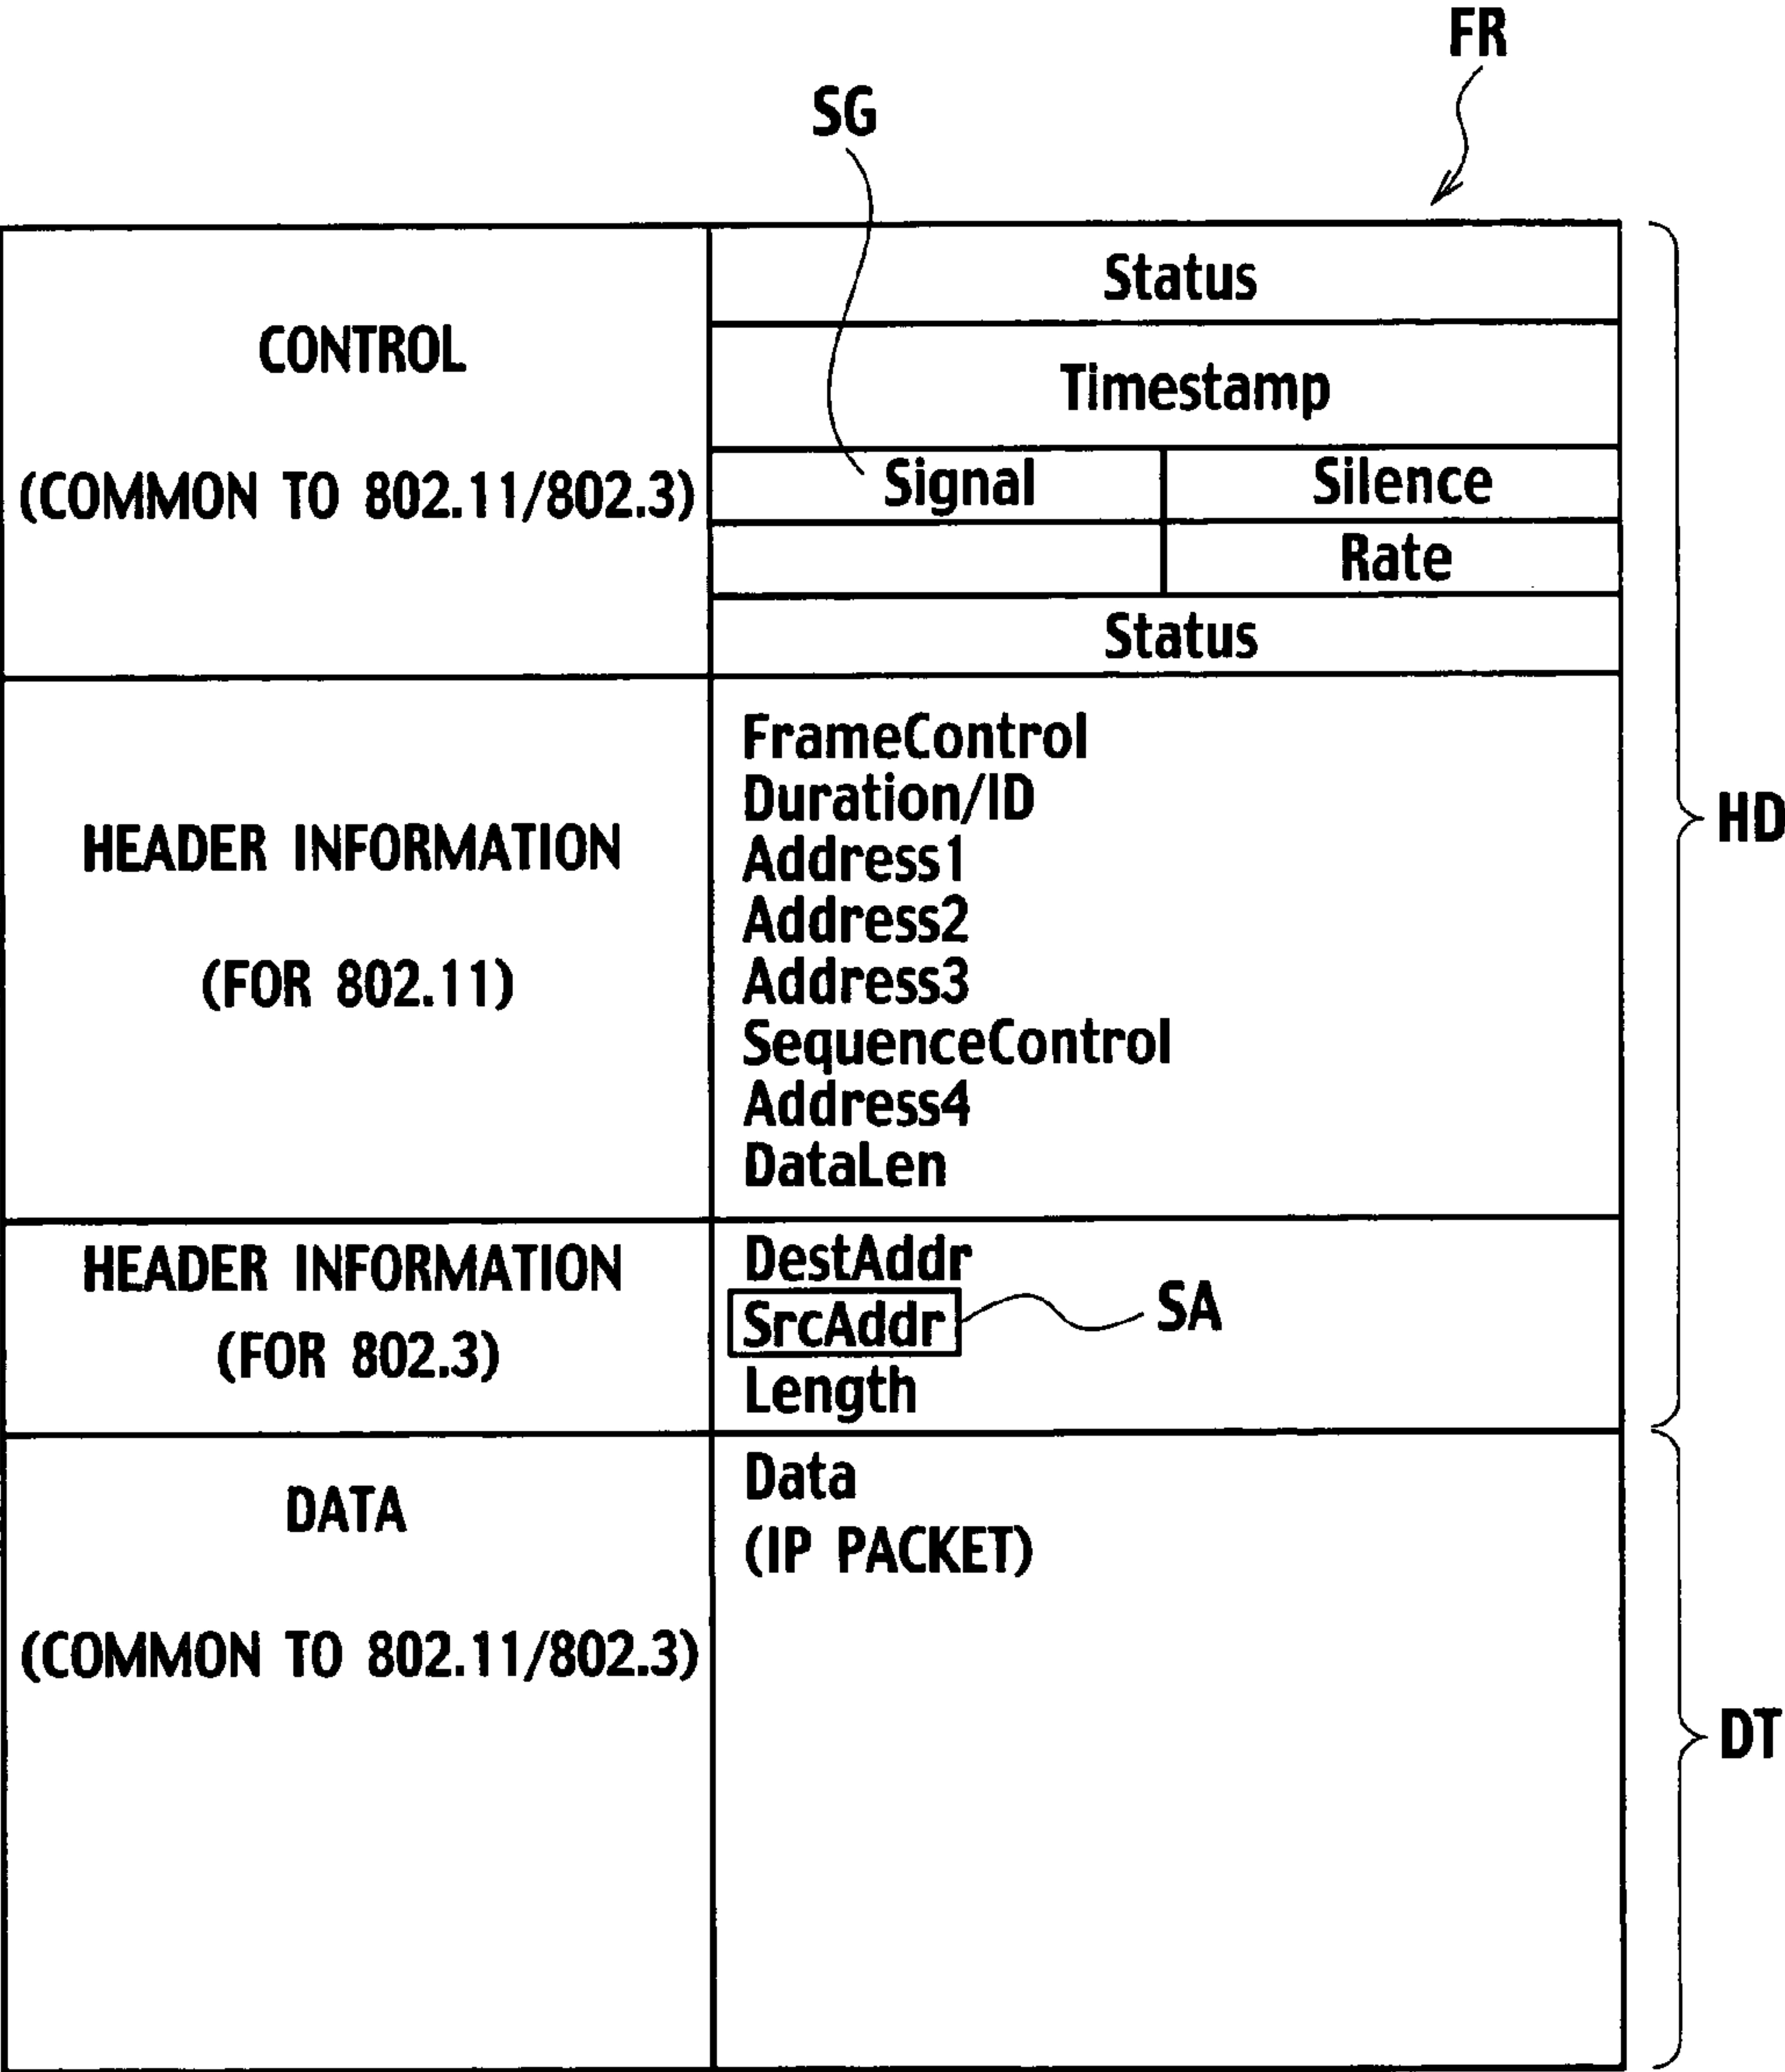 FR
SG
CONTROL
(COMMON TO 802.11/802.3)
Status
Timestamp
Signal
Silence
Rate
Status
HEADER INFORMATION
(FOR 802.11)
FrameControl
Duration/ID
Address1
Address2
Address3
SequenceControl
Address4
DataLen
HD
HEADER INFORMATION
(FOR 802.3)
DestAddr
SrcAddr
SA
Length
DATA
(COMMON TO 802.11/802.3)
Data
(IP PACKET)
DT